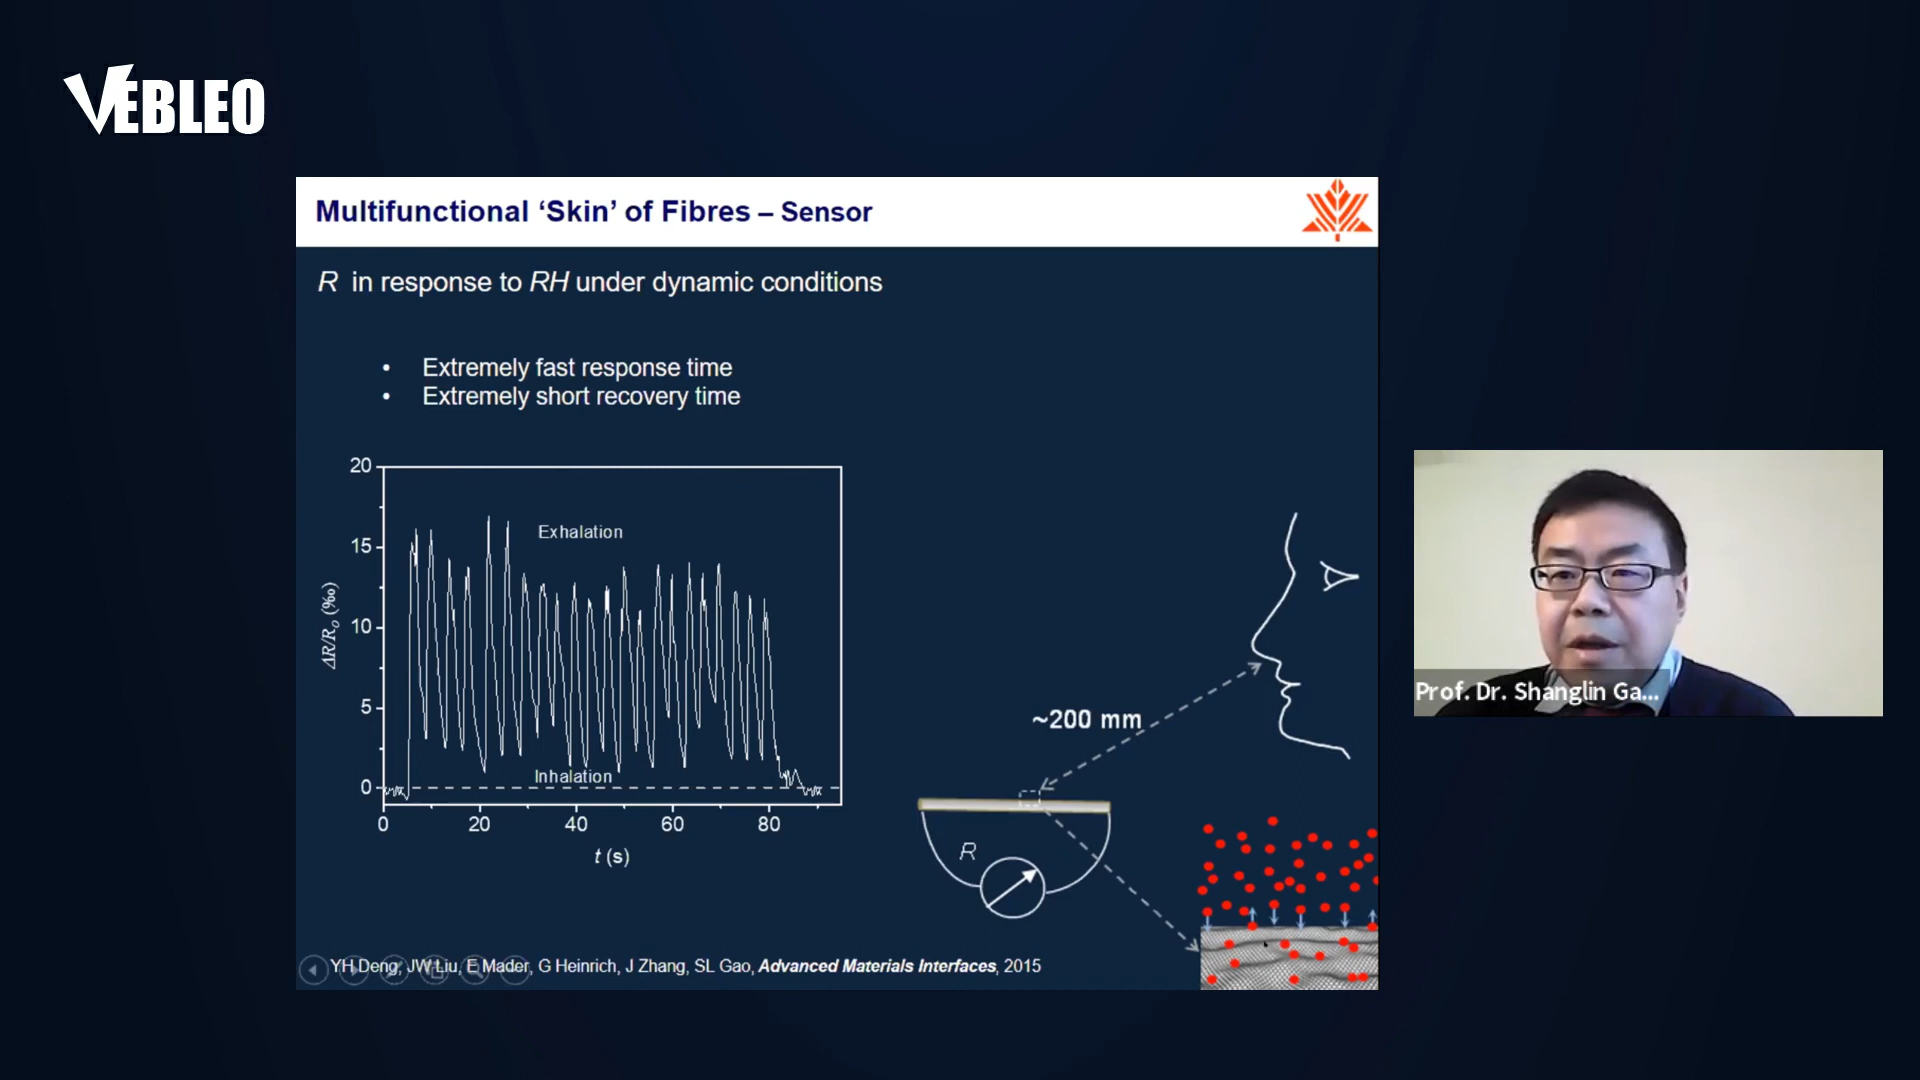 VEBLEO
Multifunctional ‘Skin’ of Fibres – Sensor
R in response to RH under dynamic conditions
• Extremely fast response time
• Extremely short recovery time
20
15
10
5
0
ΔR/Ro (‰)
Exhalation
Inhalation
0 20 40 60 80
t (s)
~200 mm
R
YH Deng, JW Liu, E Mader, G Heinrich, J Zhang, SL Gao, Advanced Materials Interfaces, 2015
Prof. Dr. Shanglin Ga...